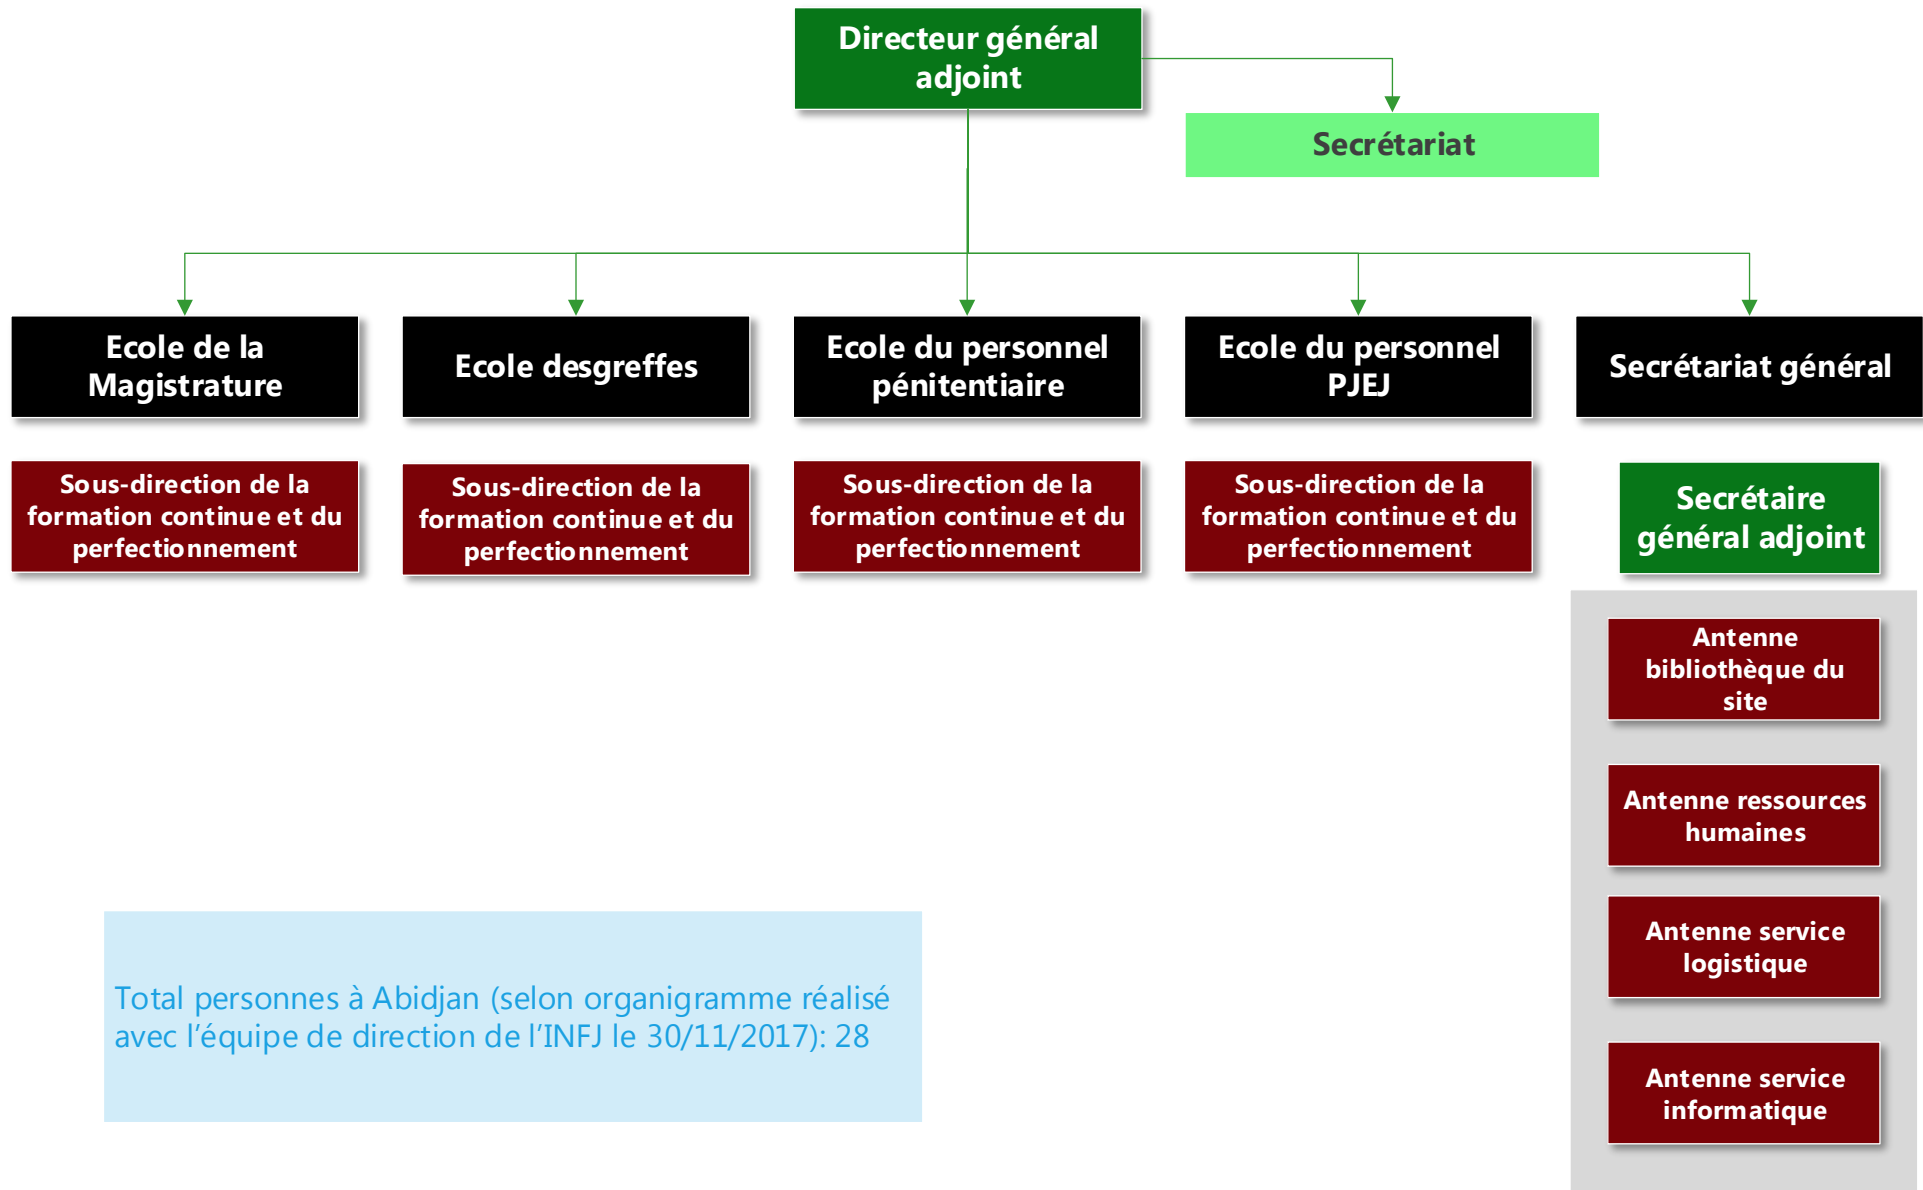 Directeur général
adjoint
Secrétariat
Ecole de la
Magistrature
Ecole desgreffes
Ecole du personnel
pénitentiaire
Ecole du personnel
PJEJ
Secrétariat général
Sous-direction de la
formation continue et du
perfectionnement
Sous-direction de la
formation continue et du
perfectionnement
Sous-direction de la
formation continue et du
perfectionnement
Sous-direction de la
formation continue et du
perfectionnement
Secrétaire
général adjoint
Antenne
bibliothèque du
site
Antenne ressources
humaines
Antenne service
logistique
Antenne service
informatique
Total personnes à Abidjan (selon organigramme réalisé
avec l’équipe de direction de l’INFJ le 30/11/2017): 28